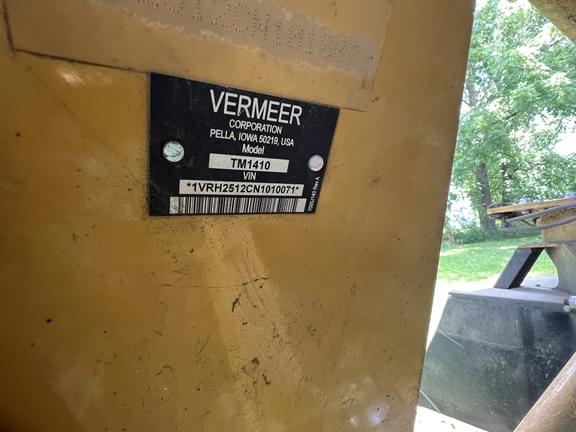 VERMEER
CORPORATION
PELLA, IOWA 50219, USA
Model
TM1410
VIN
*1VRH2512CN1010071*